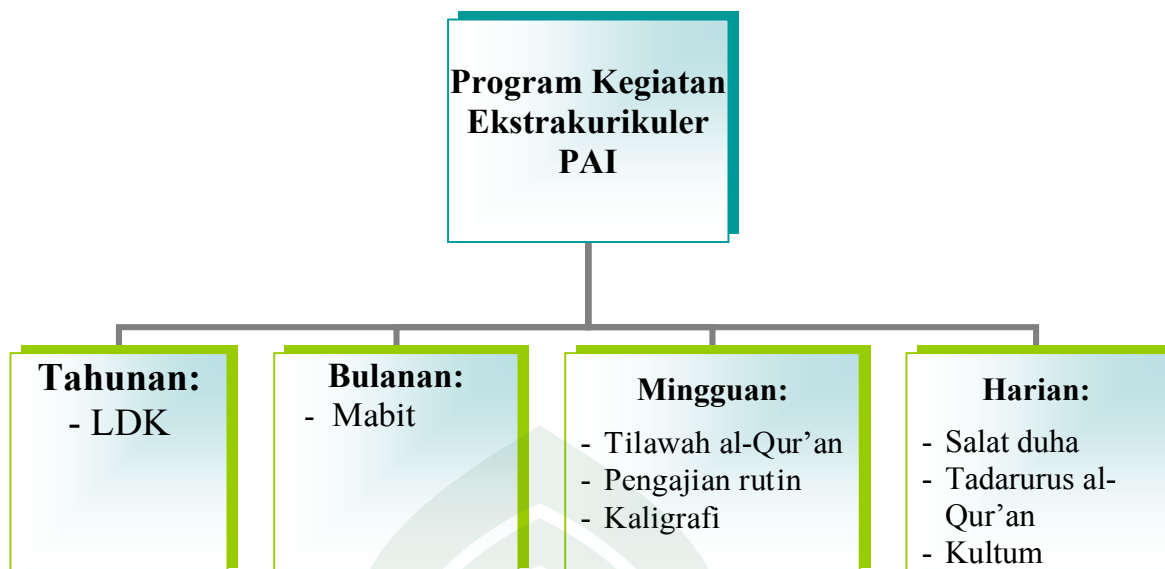 Program Kegiatan
Ekstrakurikuler
PAI
Tahunan:
- LDK
Bulanan:
- Mabit
Mingguan:
- Tilawah al-Qur’an
- Pengajian rutin
- Kaligrafi
Harian:
- Salat duha
- Tadarurus al-
Qur’an
- Kultum